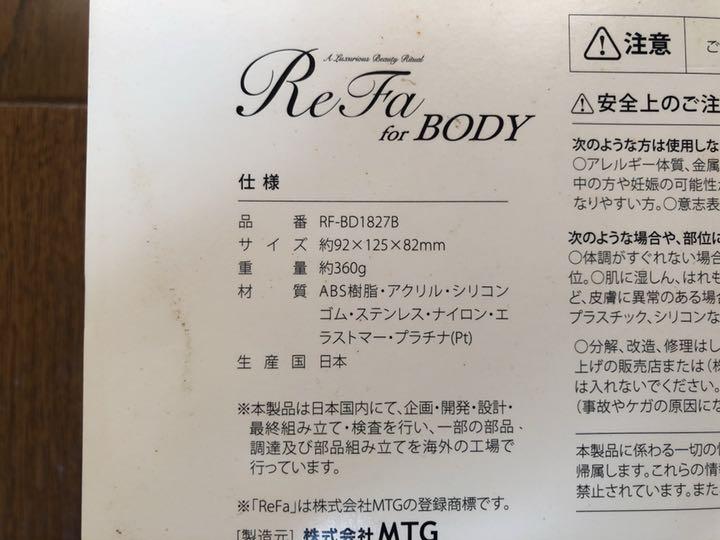 A Luxurious Beauty Ritual
ReFa
for BODY
仕様
品番 RF-BD1827B
サイズ 約92×125×82mm
重量 約360g
材質 ABS樹脂・アクリル・シリコン
ゴム・ステンレス・ナイロン・エ
ラストマー・プラチナ(Pt)
生産国 日本
※本製品は日本国内にて、企画・開発・設計・
最終組み立て・検査を行い、一部の部品
調達及び部品組み立てを海外の工場で
行っています。
※「ReFa」は株式会社MTGの登録商標です。
[製造元] 株式会社MTG
注意
ご
安全上のご注
次のような方は使用しな
○アレルギー体質、金属
中の方や妊娠の可能性が
なりやすい方。○意志表
次のような場合や、部位に
○体調がすぐれない場合
位。○肌に湿しん、はれも
ど、皮膚に異常のある場合
プラスチック、シリコンな
○分解、改造、修理はし
上げの販売店または(株
は入れないでください。
(事故やケガの原因にな
本製品に係わる一切の
帰属します。これらの情
禁止されています。また